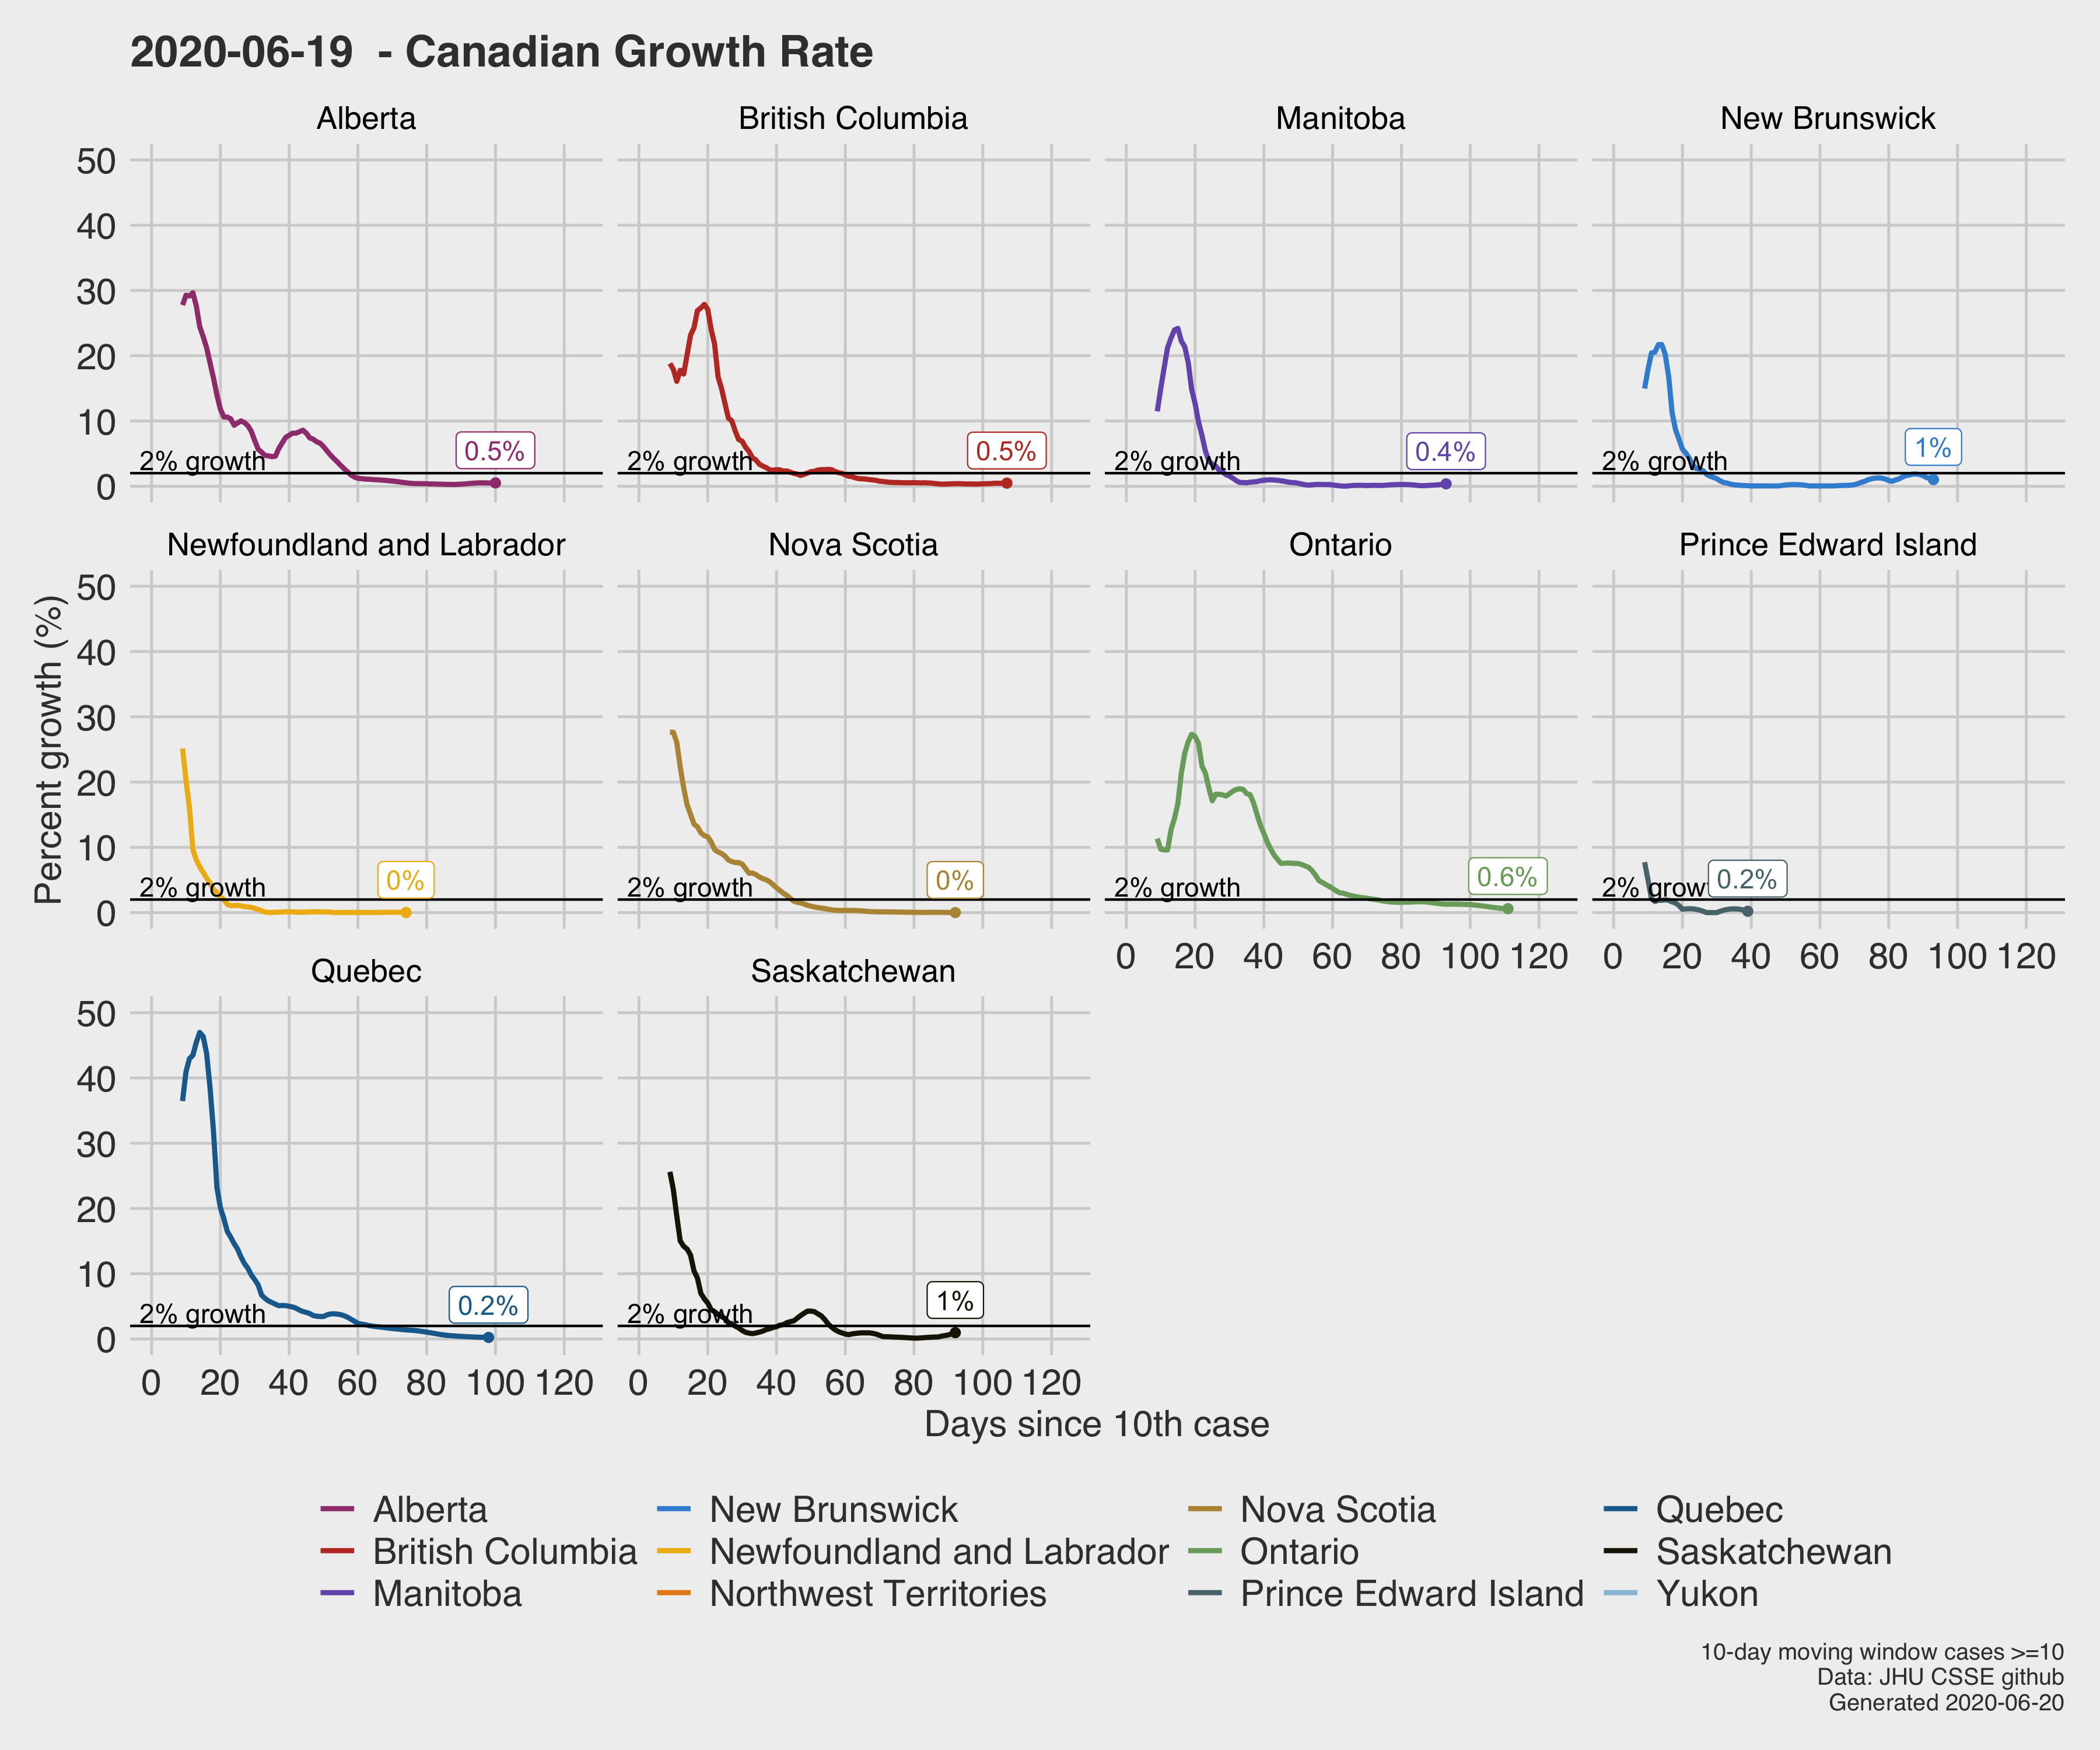 2020-06-19  - Canadian Growth Rate
Alberta
British Columbia
Manitoba
New Brunswick
50
40
30
20
10
0
2% growth
0.5%
2% growth
0.5%
2% growth
0.4%
2% growth
1%
Newfoundland and Labrador
Nova Scotia
Ontario
Prince Edward Island
Percent growth (%)
50
40
30
20
10
0
2% growth
0%
2% growth
0%
2% growth
0.6%
2% grow
0.2%
0 20 40 60 80 100 120
0 20 40 60 80 100 120
Quebec
Saskatchewan
50
40
30
20
10
0
2% growth
0.2%
2% growth
1%
0 20 40 60 80 100 120
0 20 40 60 80 100 120
Days since 10th case
Alberta
British Columbia
Manitoba
New Brunswick
Newfoundland and Labrador
Northwest Territories
Nova Scotia
Ontario
Prince Edward Island
Quebec
Saskatchewan
Yukon
10-day moving window cases >=10
Data: JHU CSSE github
Generated 2020-06-20